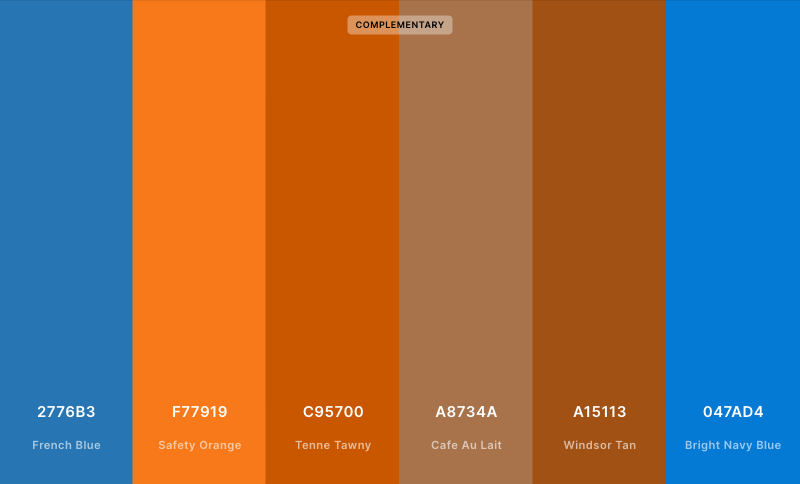 COMPLEMENTARY
2776B3 F77919 C95700 A8734A A15113 047AD4
French Blue Safety Orange Tenne Tawny Cafe Au Lait Windsor Tan Bright Navy Blue